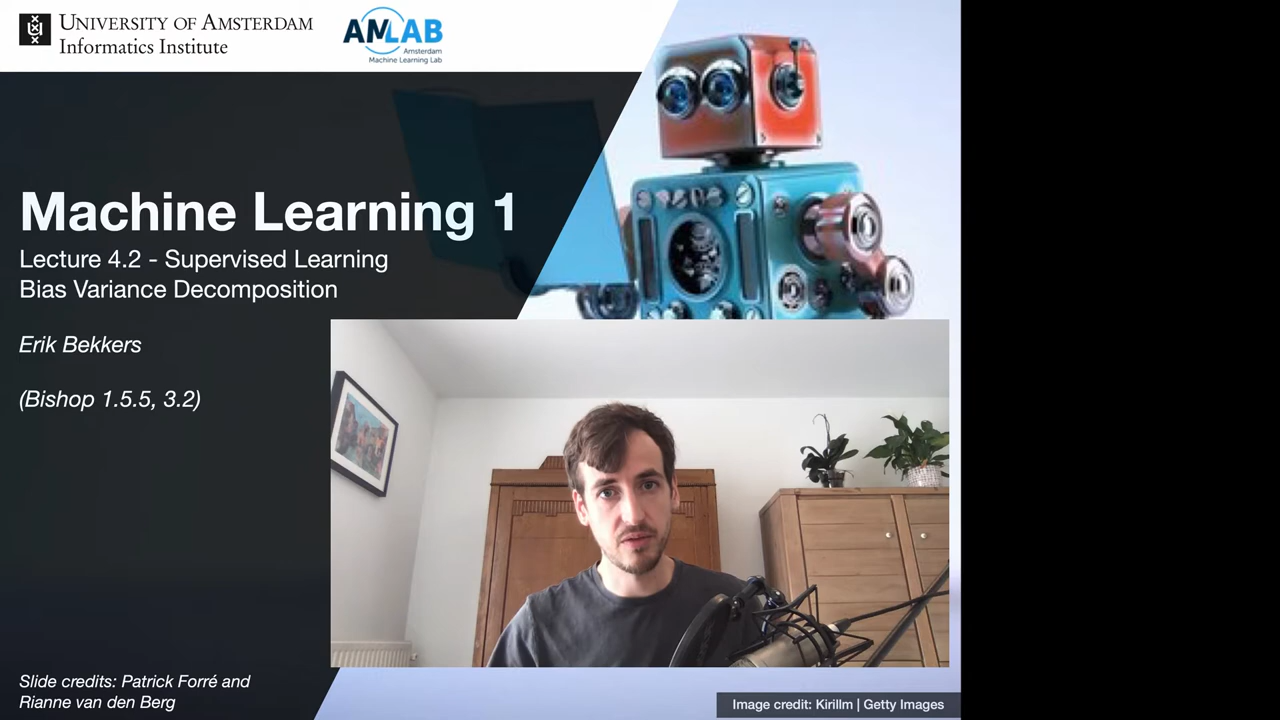 UNIVERSITY OF AMSTERDAM
Informatics Institute
AMLAB
Amsterdam
Machine Learning Lab
Machine Learning 1
Lecture 4.2 - Supervised Learning
Bias Variance Decomposition
Erik Bekkers
(Bishop 1.5.5, 3.2)
Slide credits: Patrick Forré and
Rianne van den Berg
Image credit: Kirillm | Getty Images